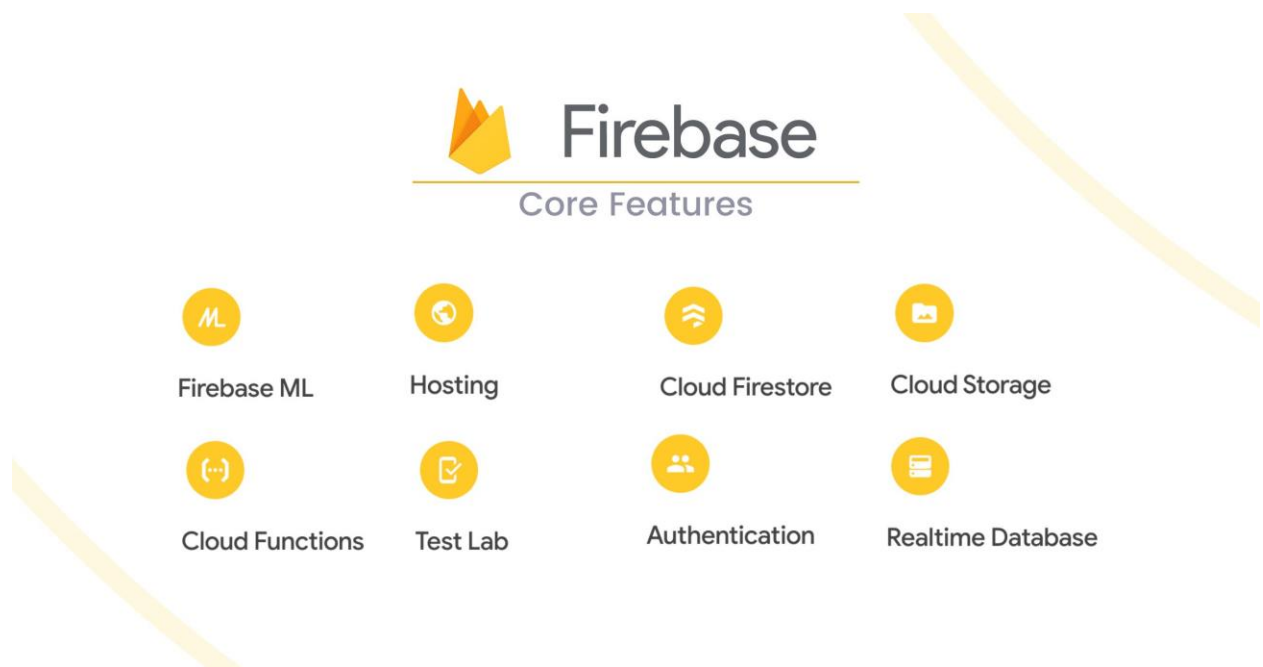 Firebase
Core Features
Firebase ML
Hosting
Cloud Firestore
Cloud Storage
Cloud Functions
Test Lab
Authentication
Realtime Database